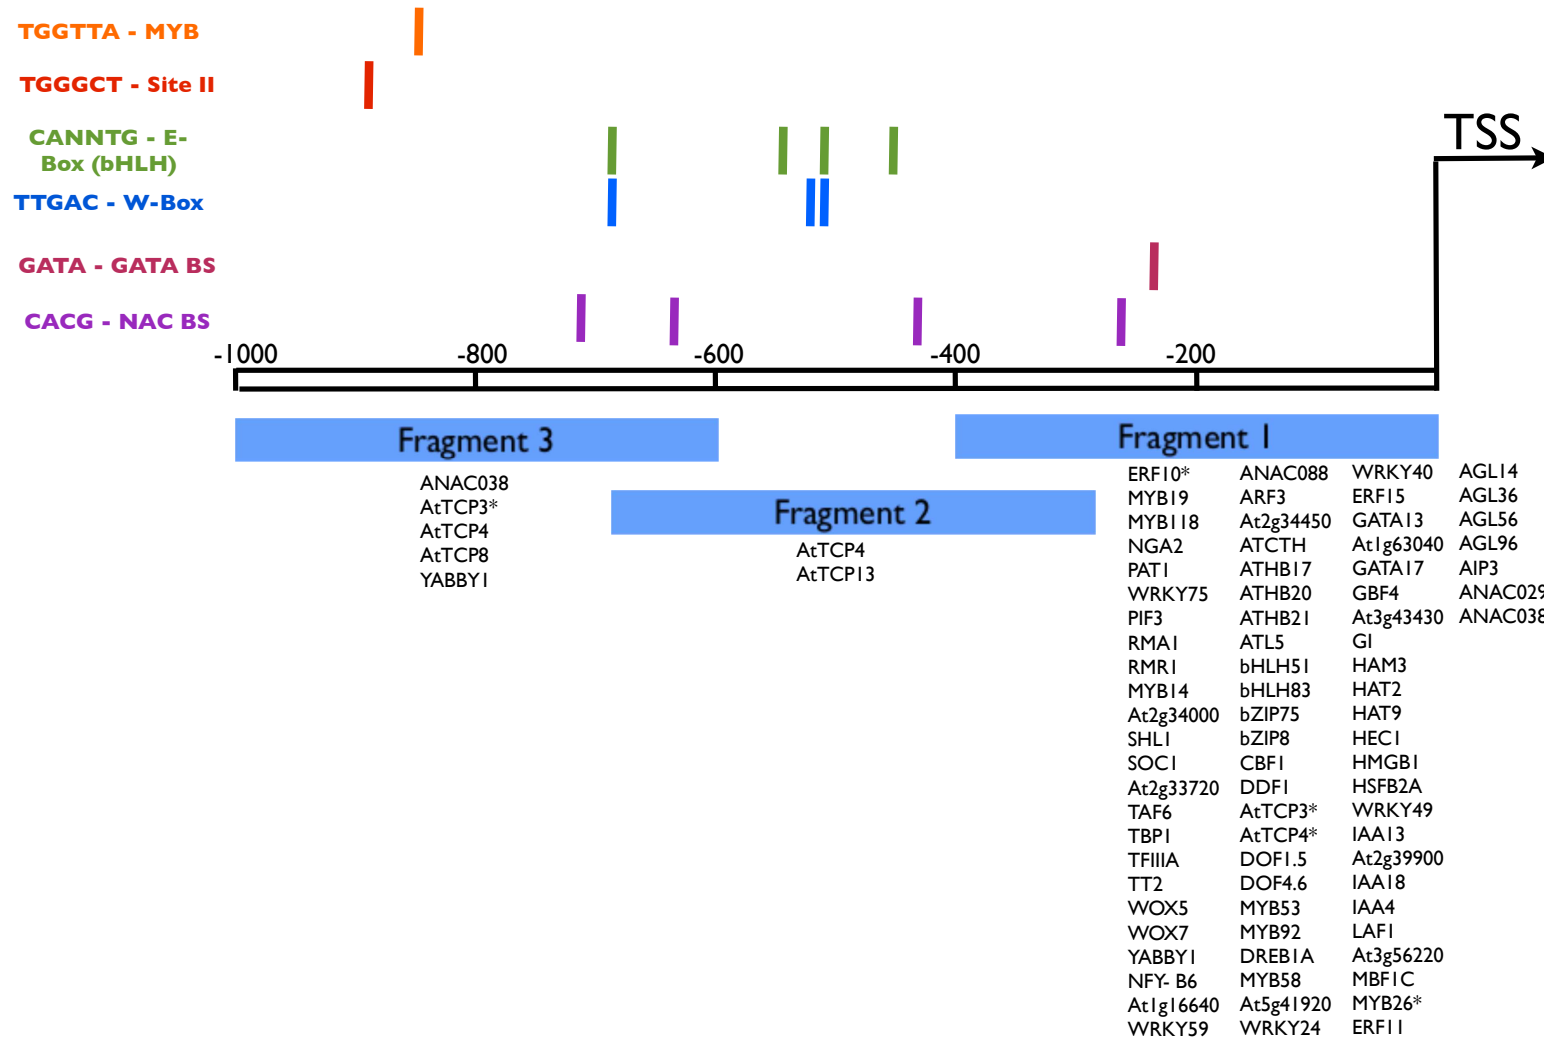 TGGTTA - MYB
TGGGCT - Site II
CANNTG - E-
Box (bHLH)
TTGAC - W-Box
GATA - GATA BS
CACG - NAC BS
TSS
-1000
-800
-600
-400
-200
Fragment 3
ANAC038
AtTCP3*
AtTCP4
AtTCP8
YABBY1
Fragment 2
AtTCP4
AtTCP13
Fragment 1
ERF10*
MYB19
MYB118
NGA2
PAT1
WRKY75
PIF3
RMA1
RMR1
MYB14
At2g34000
SHL1
SOC1
At2g33720
TAF6
TBP1
TFIIIA
TT2
WOX5
WOX7
YABBY1
NFY- B6
At1g16640
WRKY59
ANAC088
ARF3
At2g34450
ATCTH
ATHB17
ATHB20
ATHB21
ATL5
bHLH51
bHLH83
bZIP75
bZIP8
CBF1
DDF1
AtTCP3*
AtTCP4*
DOF1.5
DOF4.6
MYB53
MYB92
DREB1A
MYB58
At5g41920
WRKY24
WRKY40
ERF15
GATA13
At1g63040
GATA17
GBF4
At3g43430
GI
HAM3
HAT2
HAT9
HEC1
HMGB1
HSFB2A
WRKY49
IAA13
At2g39900
IAA18
IAA4
LAF1
At3g56220
MBF1C
MYB26*
ERF11
AGL14
AGL36
AGL56
AGL96
AIP3
ANAC029
ANAC038